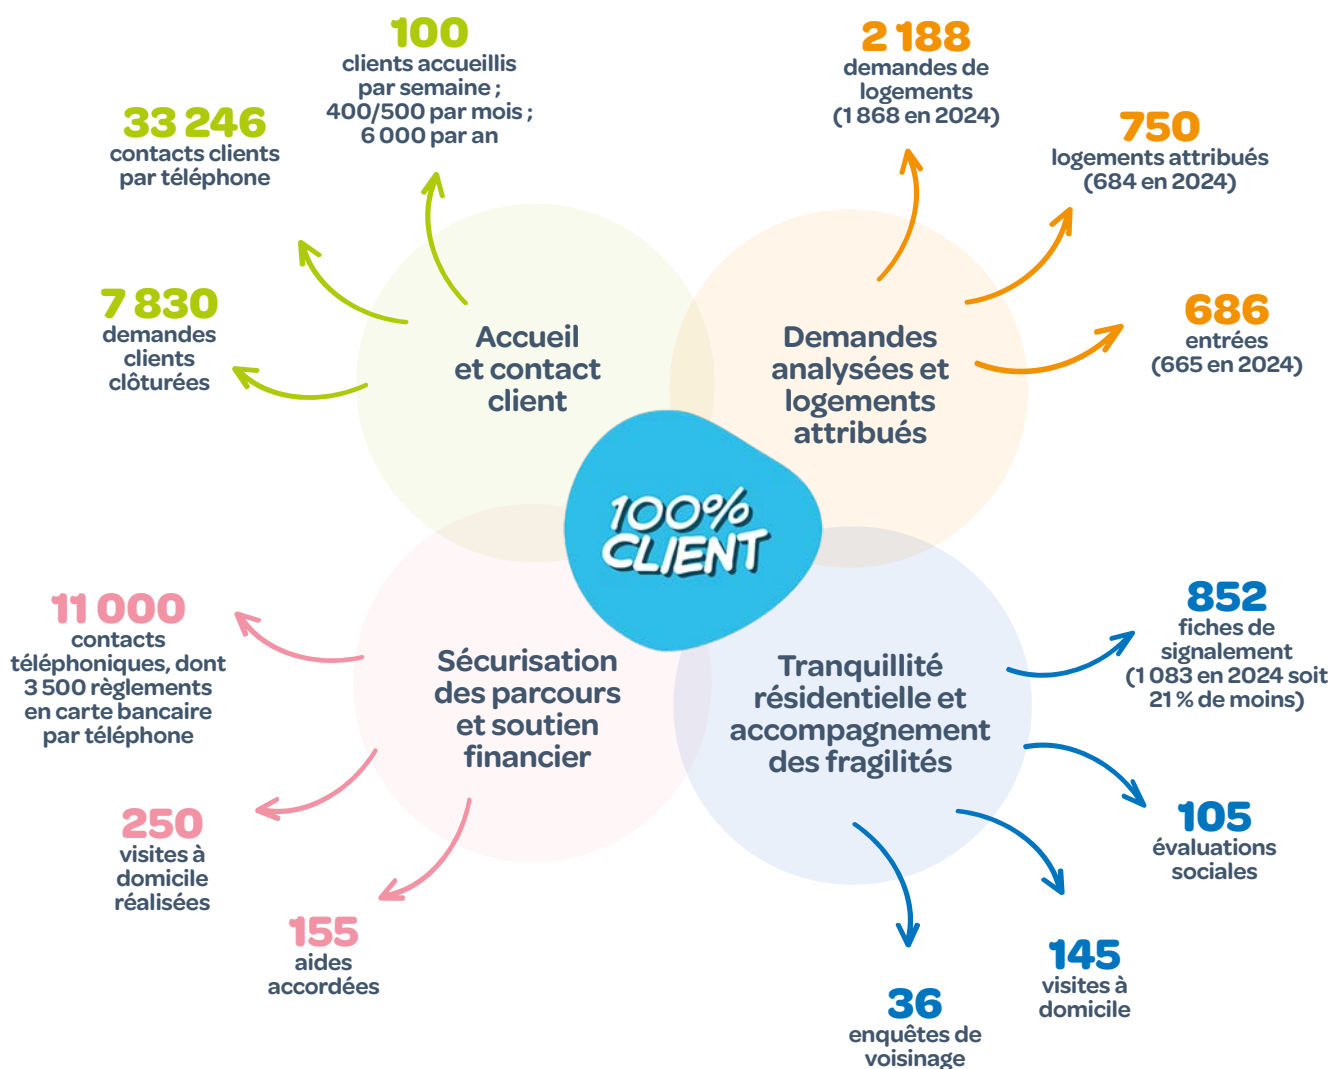 100
clients accueillis
par semaine ;
400/500 par mois ;
6 000 par an
33 246
contacts clients
par téléphone
7 830
demandes
clients
clôturées
Accueil
et contact
client
2 188
demandes de
logements
(1 868 en 2024)
750
logements attribués
(684 en 2024)
686
entrées
(665 en 2024)
Demandes
analysées et
logements
attribués
100%
CLIENT
11 000
contacts
téléphoniques, dont
3 500 règlements
en carte bancaire
par téléphone
250
visites à
domicile
réalisées
155
aides
accordées
Sécurisation
des parcours
et soutien
financier
Tranquillité
résidentielle et
accompagnement
des fragilités
852
fiches de
signalement
(1 083 en 2024 soit
21 % de moins)
105
évaluations
sociales
145
visites à
domicile
36
enquêtes de
voisinage